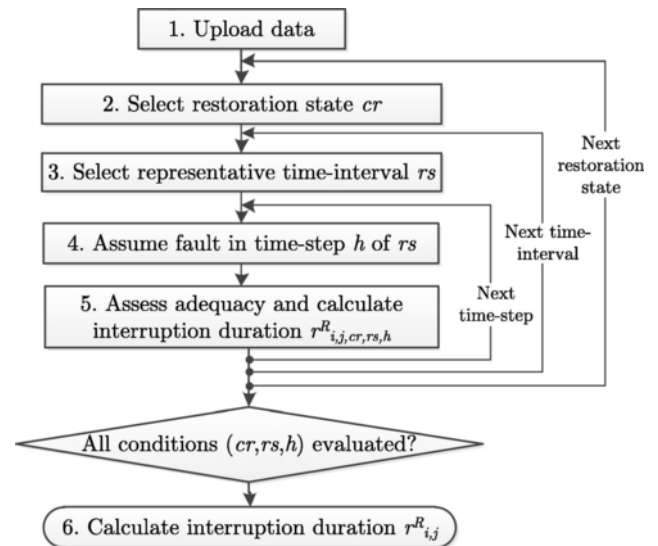 1. Upload data
2. Select restoration state cr
Next
restoration
state
3. Select representative time-interval rs
Next time-
interval
4. Assume fault in time-step h of rs
Next
time-step
5. Assess adequacy and calculate
interruption duration r^R_{i,j,cr,rs,h}
All conditions (cr,rs,h) evaluated?
6. Calculate interruption duration r^R_{i,j}